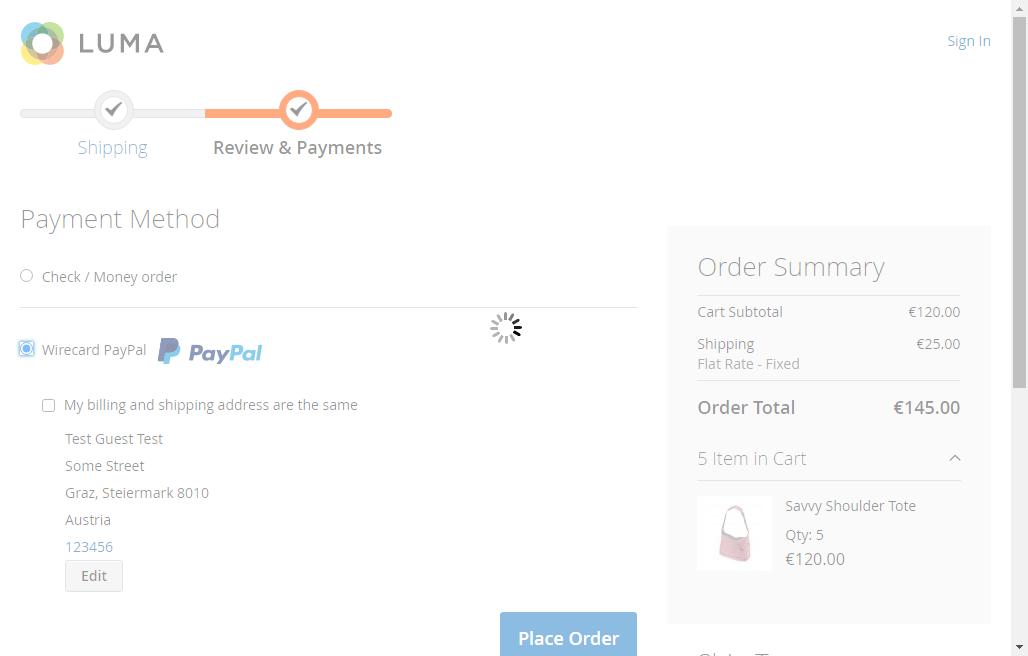 LUMA
Sign In
Shipping
Review & Payments
Payment Method
Check / Money order
Wirecard PayPal PayPal
My billing and shipping address are the same
Test Guest Test
Some Street
Graz, Steiermark 8010
Austria
123456
Edit
Place Order
Order Summary
Cart Subtotal €120.00
Shipping €25.00
Flat Rate - Fixed
Order Total €145.00
5 Item in Cart
Savvy Shoulder Tote
Qty: 5
€120.00